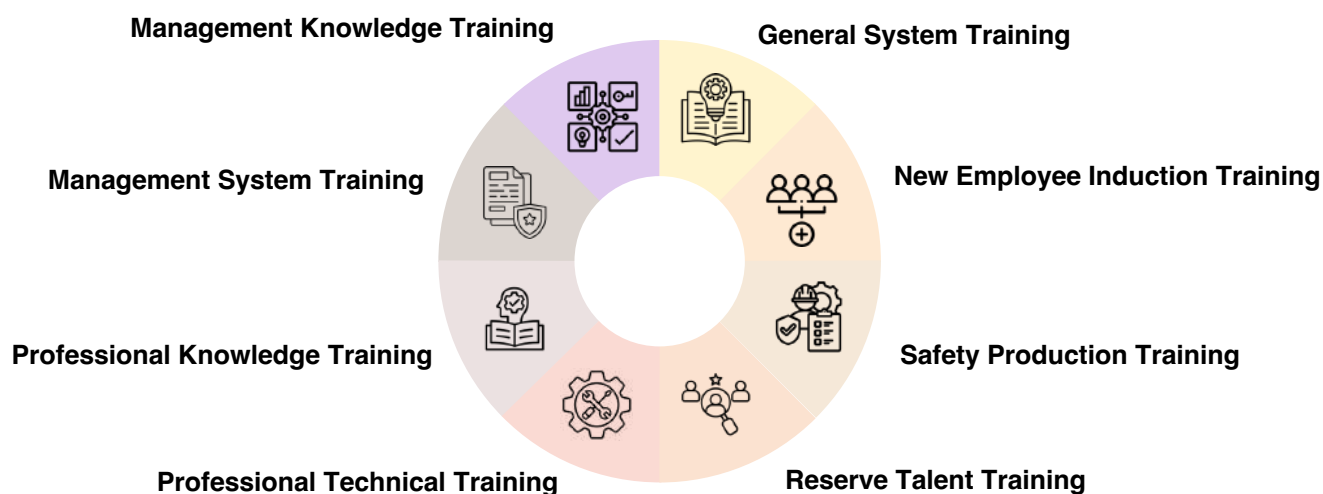 Management Knowledge Training
General System Training
Management System Training
New Employee Induction Training
Professional Knowledge Training
Safety Production Training
Professional Technical Training
Reserve Talent Training